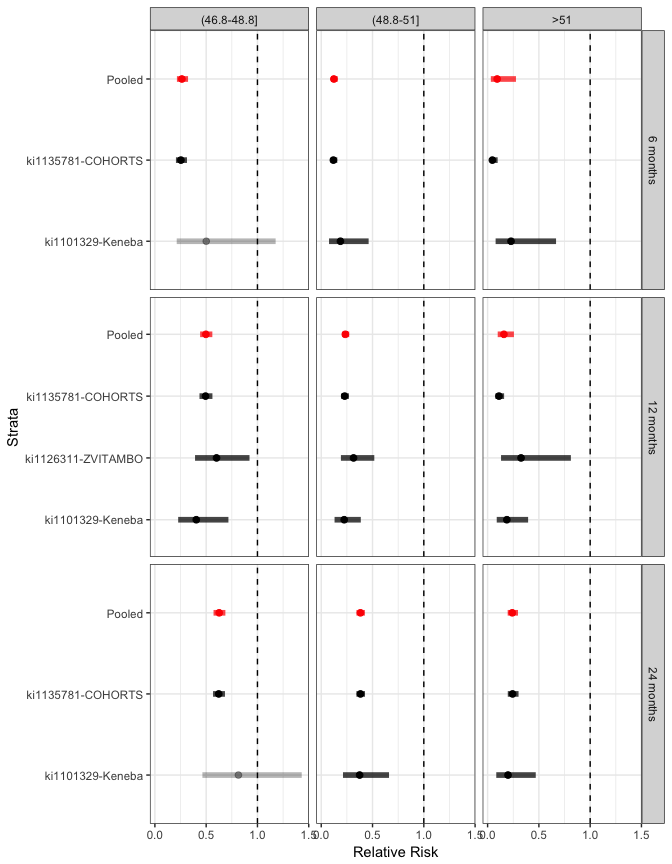 (46.8-48.8]
(48.8-51]
>51
Pooled
ki1135781-COHORTS
ki1101329-Keneba
6 months
Pooled
ki1135781-COHORTS
ki1126311-ZVITAMBO
ki1101329-Keneba
12 months
Pooled
ki1135781-COHORTS
ki1101329-Keneba
24 months
Strata
0.0 0.5 1.0 1.5
0.0 0.5 1.0 1.5
0.0 0.5 1.0 1.5
Relative Risk